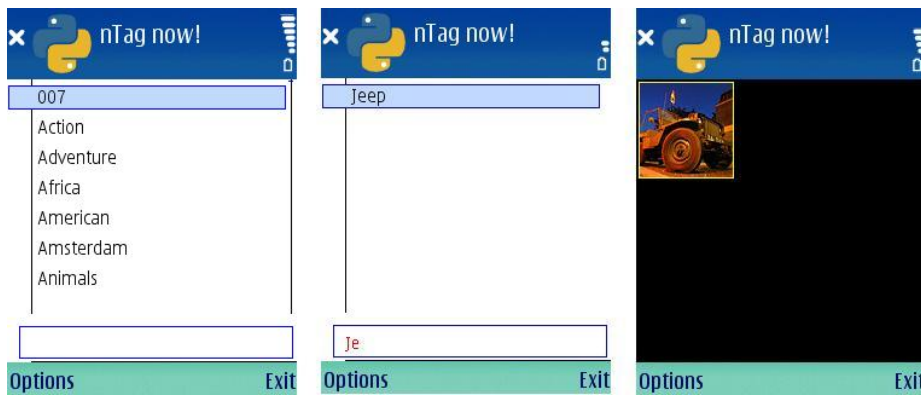 nTag now!
007
Action
Adventure
Africa
American
Amsterdam
Animals
Options Exit
nTag now!
Jeep
Je
Options Exit
nTag now!
Options Exit